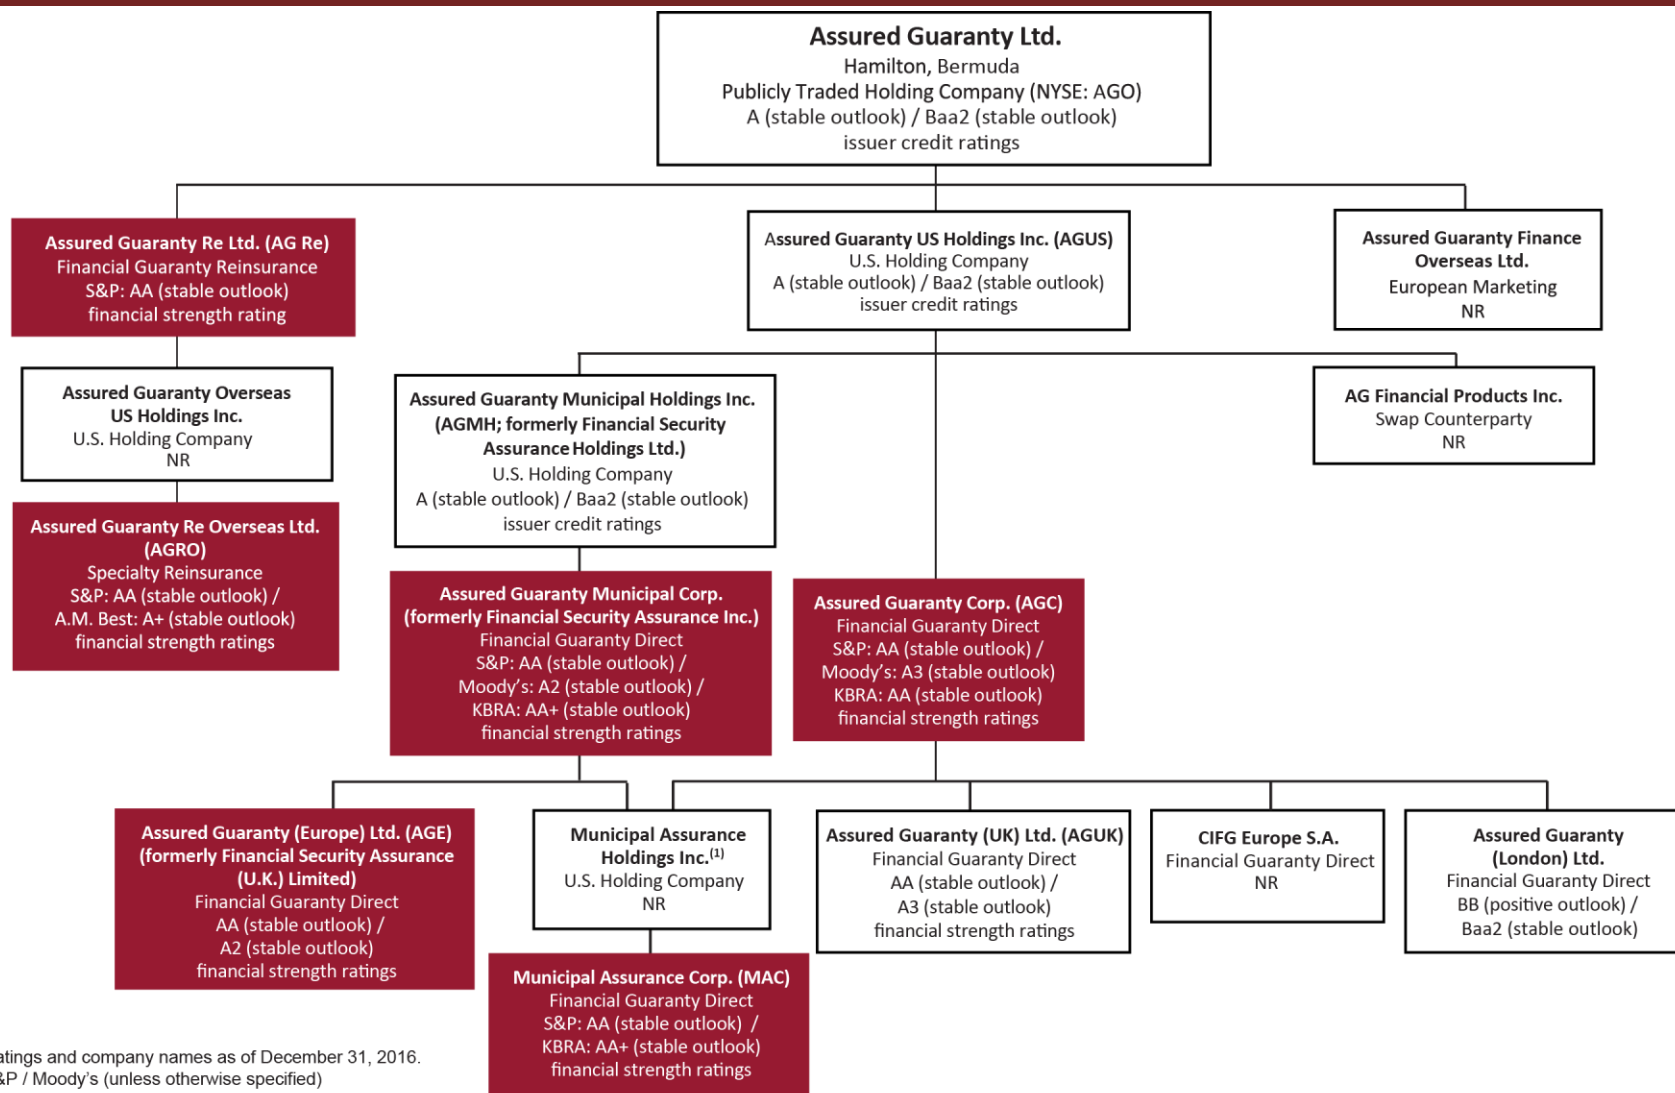 Assured Guaranty Ltd.
Hamilton, Bermuda
Publicly Traded Holding Company (NYSE: AGO)
A (stable outlook) / Baa2 (stable outlook)
issuer credit ratings
Assured Guaranty Re Ltd. (AG Re)
Financial Guaranty Reinsurance
S&P: AA (stable outlook)
financial strength rating
Assured Guaranty US Holdings Inc. (AGUS)
U.S. Holding Company
A (stable outlook) / Baa2 (stable outlook)
issuer credit ratings
Assured Guaranty Finance
Overseas Ltd.
European Marketing
NR
Assured Guaranty Overseas
US Holdings Inc.
U.S. Holding Company
NR
Assured Guaranty Municipal Holdings Inc.
(AGMH; formerly Financial Security
Assurance Holdings Ltd.)
U.S. Holding Company
A (stable outlook) / Baa2 (stable outlook)
issuer credit ratings
AG Financial Products Inc.
Swap Counterparty
NR
Assured Guaranty Re Overseas Ltd.
(AGRO)
Specialty Reinsurance
S&P: AA (stable outlook) /
A.M. Best: A+ (stable outlook)
financial strength ratings
Assured Guaranty Municipal Corp.
(formerly Financial Security Assurance Inc.)
Financial Guaranty Direct
S&P: AA (stable outlook) /
Moody's: A2 (stable outlook) /
KBRA: AA+ (stable outlook)
financial strength ratings
Assured Guaranty Corp. (AGC)
Financial Guaranty Direct
S&P: AA (stable outlook) /
Moody's: A3 (stable outlook)
KBRA: AA (stable outlook)
financial strength ratings
Assured Guaranty (Europe) Ltd. (AGE)
(formerly Financial Security Assurance
(U.K.) Limited)
Financial Guaranty Direct
AA (stable outlook) /
A2 (stable outlook)
financial strength ratings
Municipal Assurance
Holdings Inc.(1)
U.S. Holding Company
NR
Assured Guaranty (UK) Ltd. (AGUK)
Financial Guaranty Direct
AA (stable outlook) /
A3 (stable outlook)
financial strength ratings
CIFG Europe S.A.
Financial Guaranty Direct
NR
Assured Guaranty
(London) Ltd.
Financial Guaranty Direct
BB (positive outlook) /
Baa2 (stable outlook)
Municipal Assurance Corp. (MAC)
Financial Guaranty Direct
S&P: AA (stable outlook) /
KBRA: AA+ (stable outlook)
financial strength ratings
atings and company names as of December 31, 2016.
&P / Moody's (unless otherwise specified)